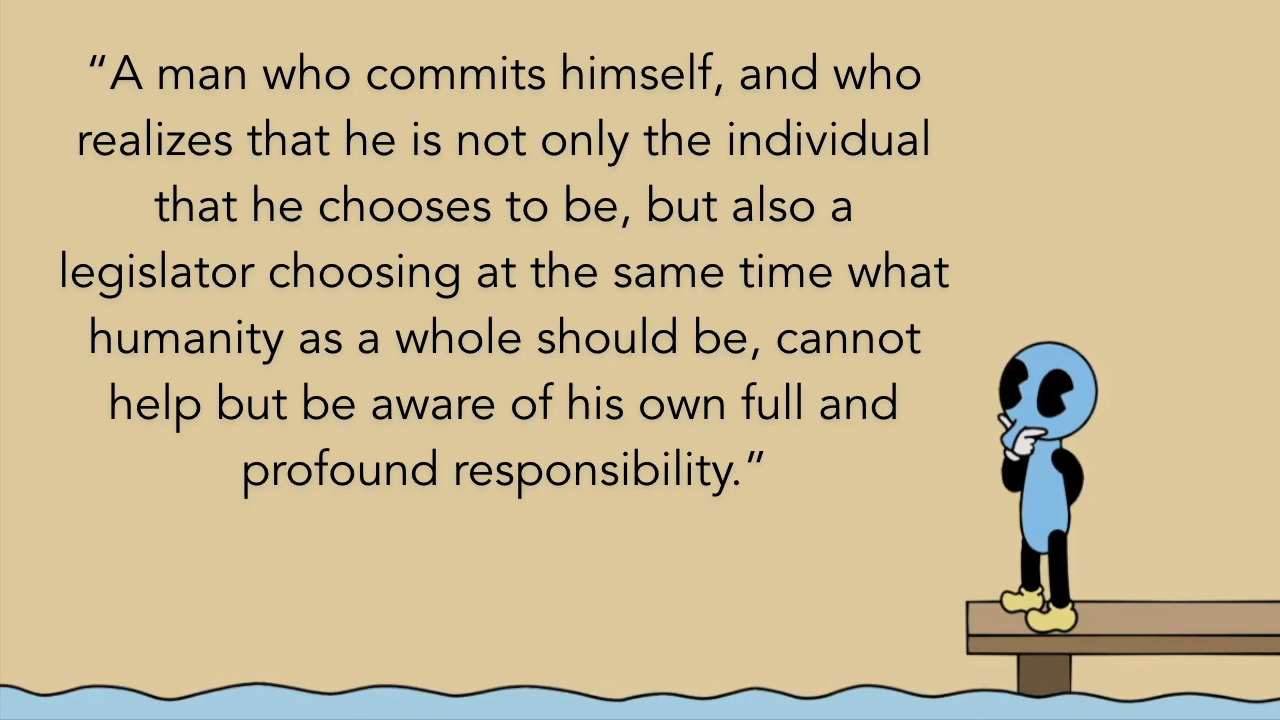 “A man who commits himself, and who
realizes that he is not only the individual
that he chooses to be, but also a
legislator choosing at the same time what
humanity as a whole should be, cannot
help but be aware of his own full and
profound responsibility.”